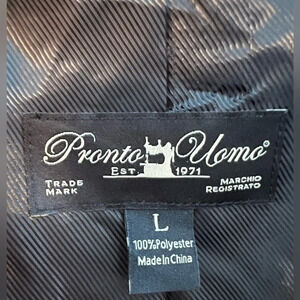 Pronto Uomo®
EST. 1971
TRADE MARK
MARCHIO REGISTRATO
L
100%Polyester
Made In China